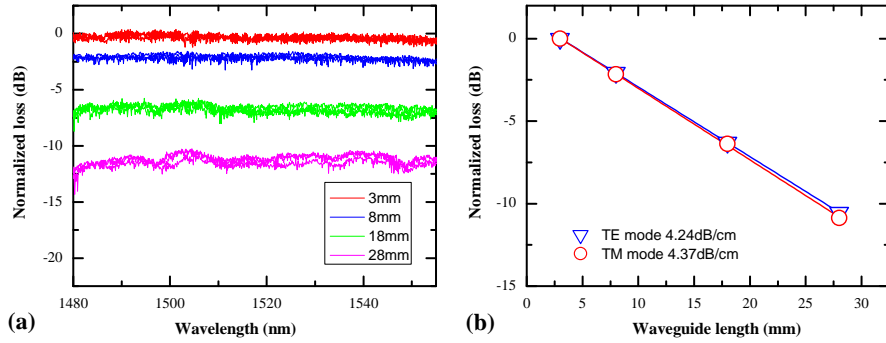 0
-5
-10
-15
-20
Normalized loss (dB)
1480
1500
1520
1540
Wavelength (nm)
3mm
8mm
18mm
28mm
(a)
0
-5
-10
-15
Normalized loss (dB)
0
5
10
15
20
25
30
Waveguide length (mm)
TE mode 4.24dB/cm
TM mode 4.37dB/cm
(b)